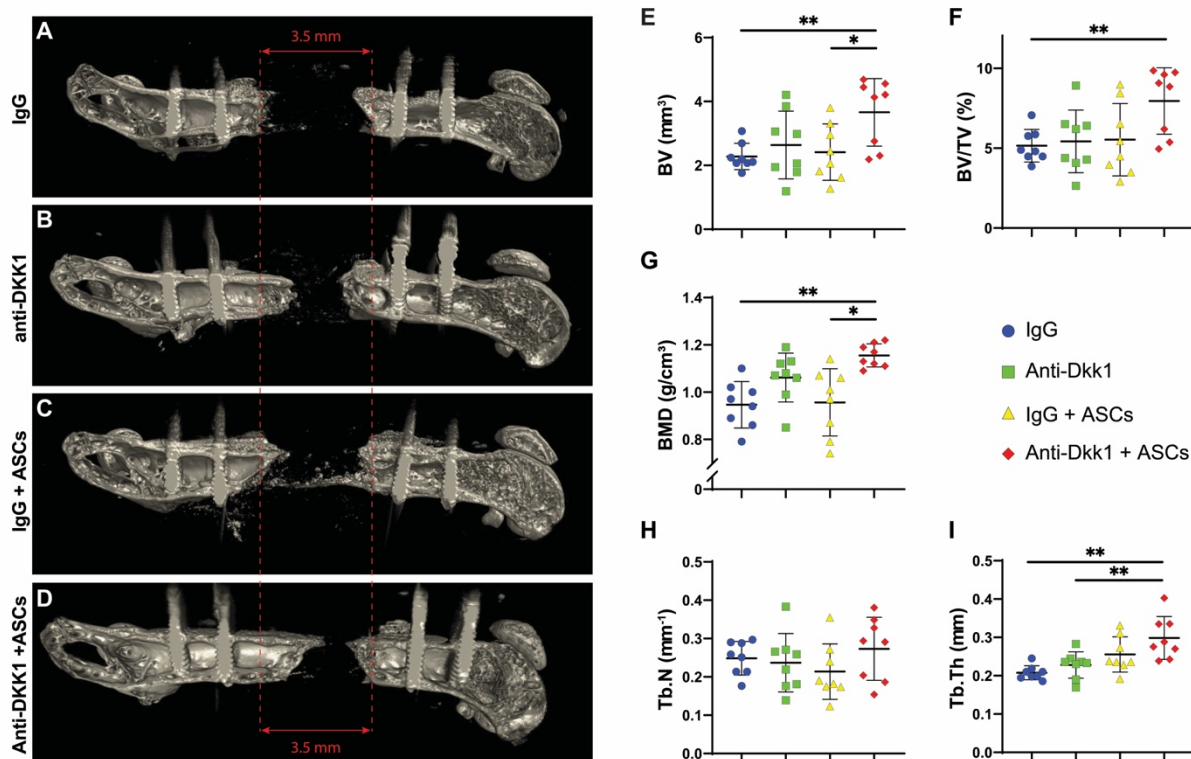 A
3.5 mm
IgG
B
anti-DKK1
C
IgG + ASCs
D
Anti-DKK1 +ASCs
3.5 mm
E
**
*
6
4
2
0
BV (mm³)
F
**
10
5
0
BV/TV (%)
G
**
*
1.4
1.2
1.0
0.8
0
BMD (g/cm³)
IgG
Anti-Dkk1
IgG + ASCs
Anti-Dkk1 + ASCs
H
0.5
0.4
0.3
0.2
0.1
0.0
Tb.N (mm⁻¹)
I
**
**
0.5
0.4
0.3
0.2
0.1
0.0
Tb.Th (mm)